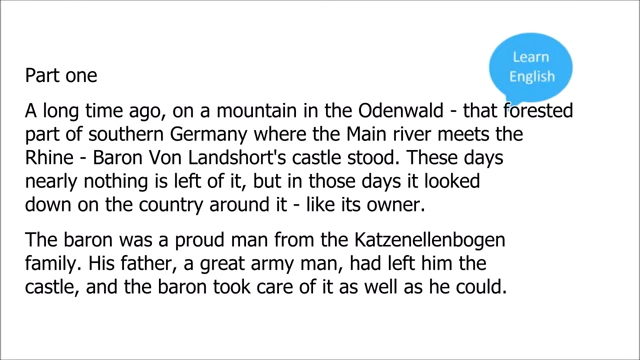 Learn
English
Part one
A long time ago, on a mountain in the Odenwald - that forested
part of southern Germany where the Main river meets the
Rhine - Baron Von Landshort's castle stood. These days
nearly nothing is left of it, but in those days it looked
down on the country around it - like its owner.
The baron was a proud man from the Katzenellenbogen
family. His father, a great army man, had left him the
castle, and the baron took care of it as well as he could.